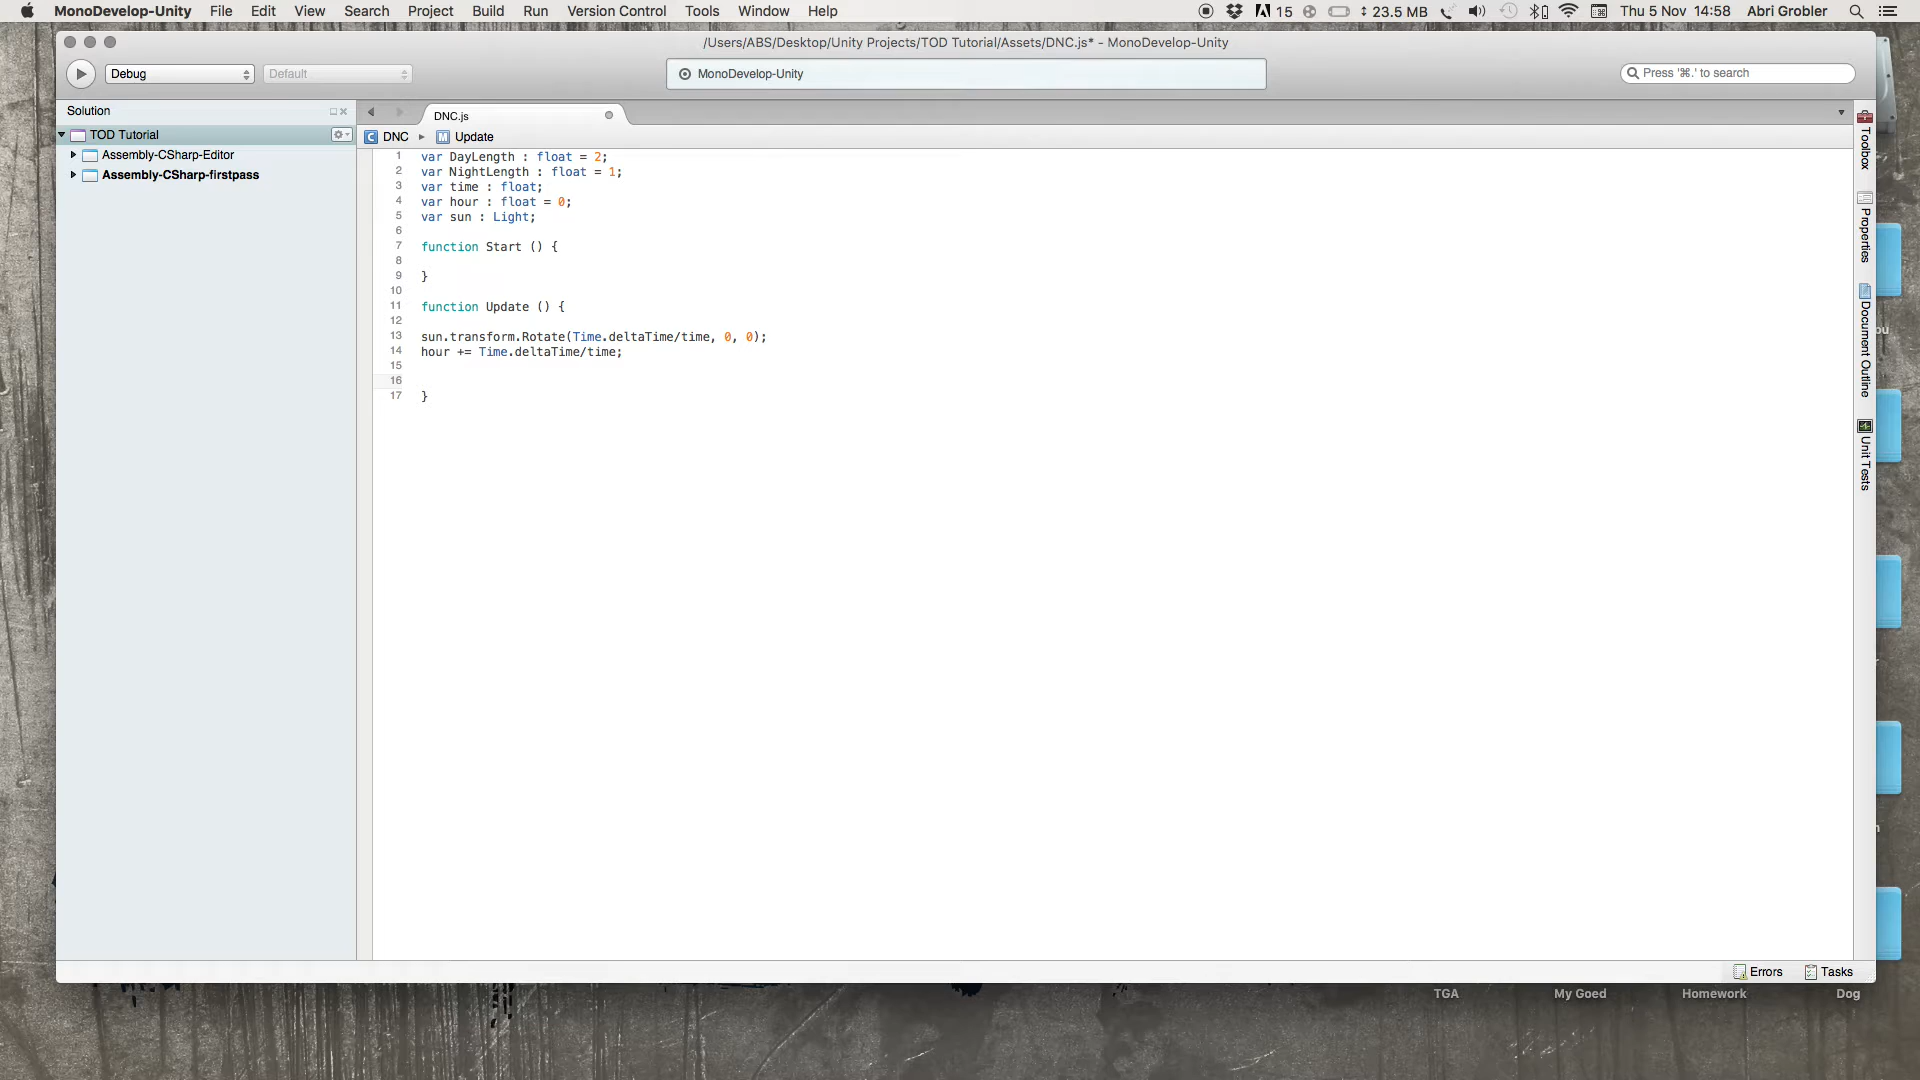 MonoDevelop-Unity File Edit View Search Project Build Run Version Control Tools Window Help 15 23.5 MB Thu 5 Nov 14:58 Abri Grobler
/Users/ABS/Desktop/Unity Projects/TOD Tutorial/Assets/DNC.js* - MonoDevelop-Unity
Debug Default MonoDevelop-Unity Press '⌘.' to search
Solution
TOD Tutorial
Assembly-CSharp-Editor
Assembly-CSharp-firstpass
DNC.js
DNC Update
1 var DayLength : float = 2;
2 var NightLength : float = 1;
3 var time : float;
4 var hour : float = 0;
5 var sun : Light;
6
7 function Start () {
8
9 }
10
11 function Update () {
12
13 sun.transform.Rotate(Time.deltaTime/time, 0, 0);
14 hour += Time.deltaTime/time;
15
16
17 }
Toolbox
Properties
Document Outline
Unit Tests
Errors Tasks
TGA My Goed Homework Dog